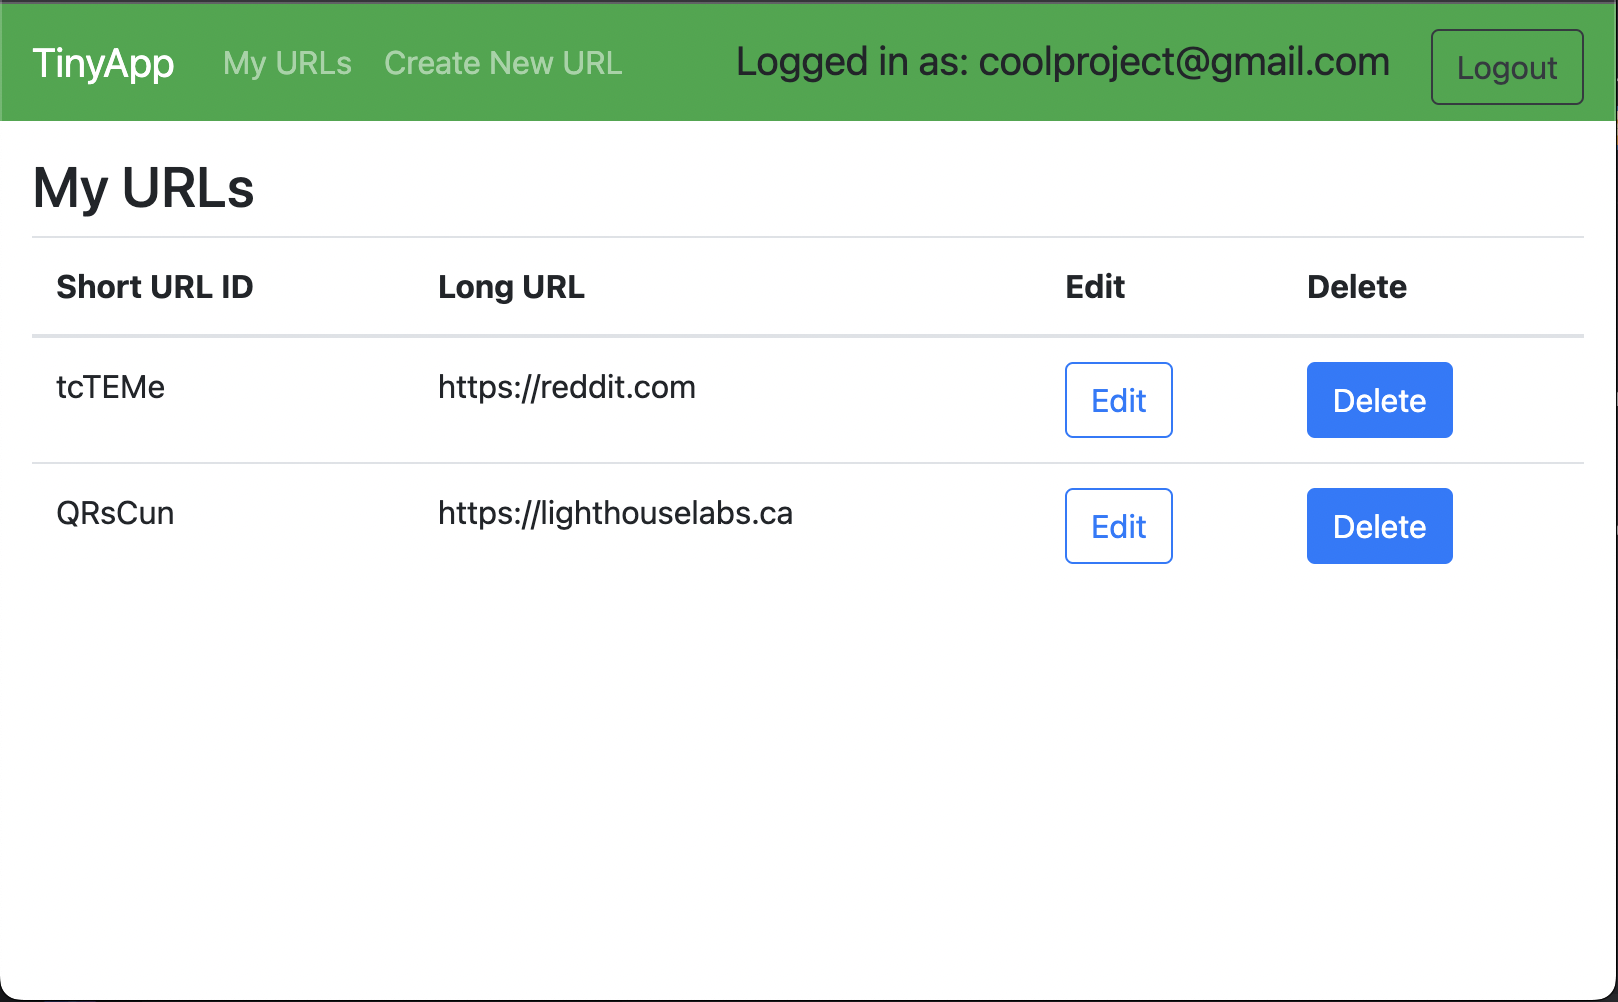 TinyApp My URLs Create New URL Logged in as: coolproject@gmail.com Logout
My URLs
Short URL ID Long URL Edit Delete
tcTEMe https://reddit.com Edit Delete
QRsCun https://lighthouselabs.ca Edit Delete